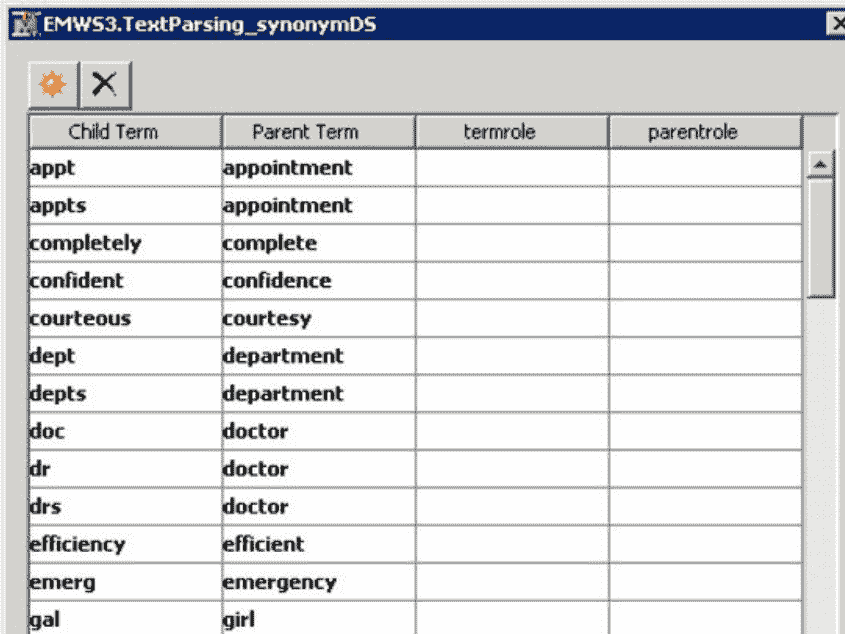 EMWS3.TextParsing_synonymDS
Child Term Parent Term termrole parentrole
appt appointment
appts appointment
completely complete
confident confidence
courteous courtesy
dept department
depts department
doc doctor
dr doctor
drs doctor
efficiency efficient
emerg emergency
gal girl